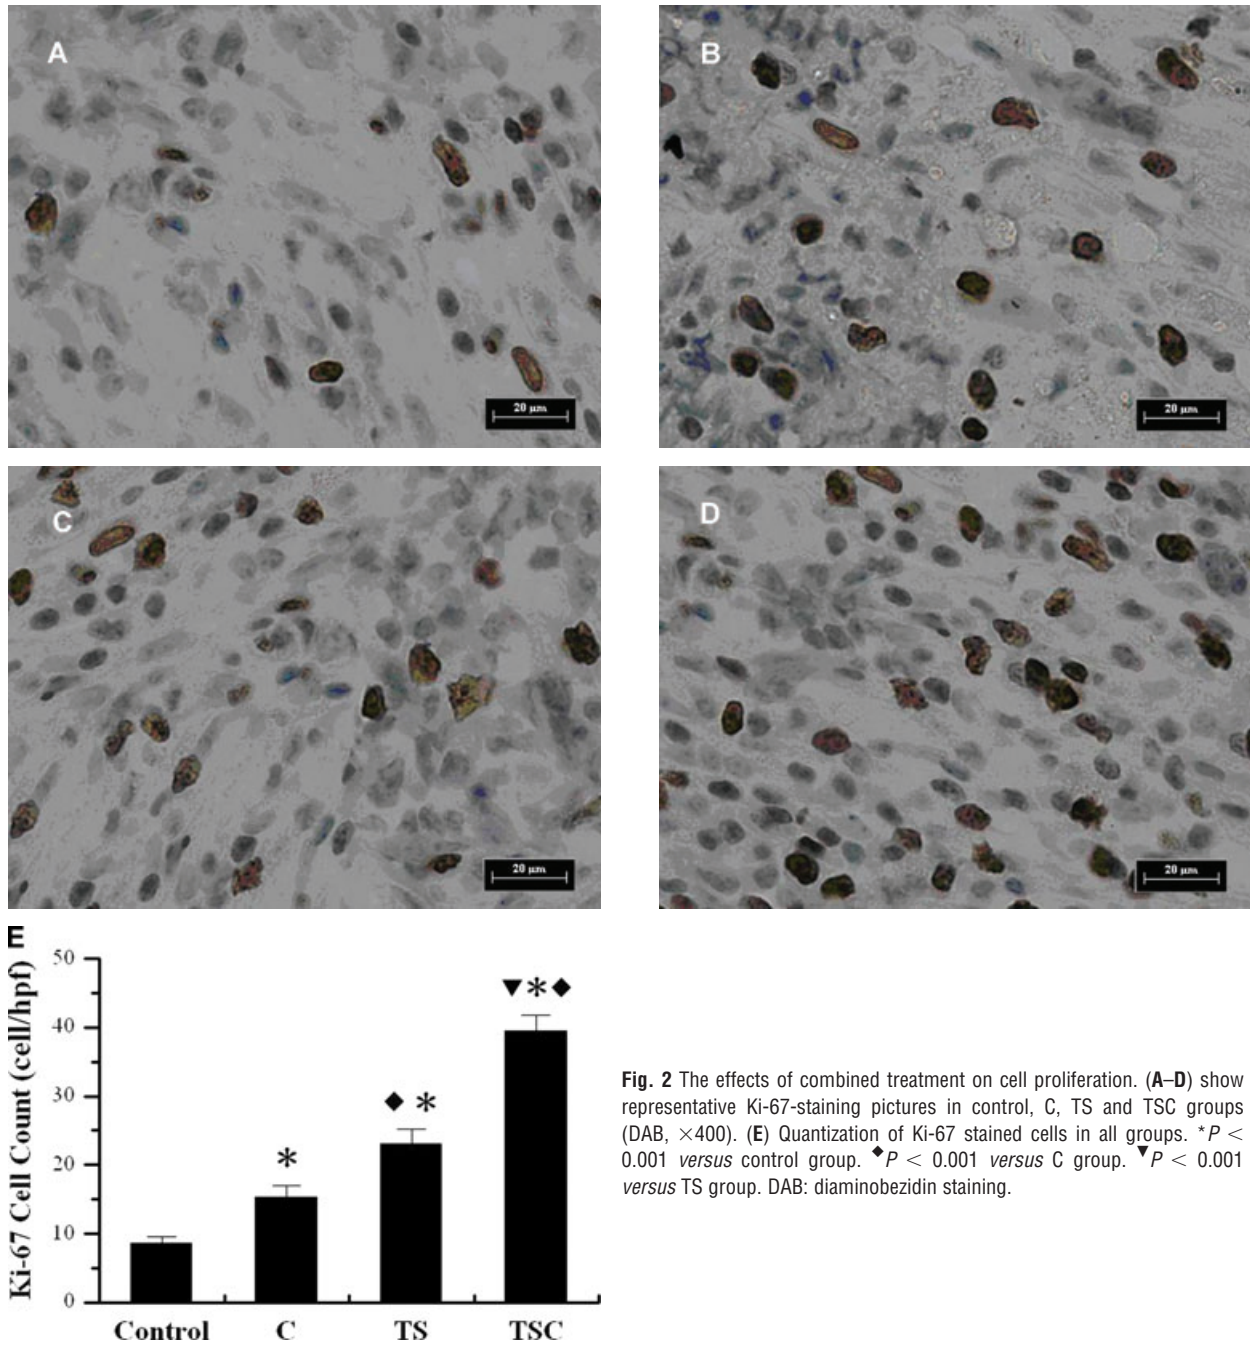 A
B
20 µm
20 µm
C
D
20 µm
20 µm
E
Ki-67 Cell Count (cell/hpf)
50
40
30
20
10
0
*
◆ *
▼*◆
Control C TS TSC
Fig. 2 The effects of combined treatment on cell proliferation. (A–D) show
representative Ki-67-staining pictures in control, C, TS and TSC groups
(DAB, ×400). (E) Quantization of Ki-67 stained cells in all groups. *P <
0.001 versus control group. ◆P < 0.001 versus C group. ▼P < 0.001
versus TS group. DAB: diaminobezidin staining.